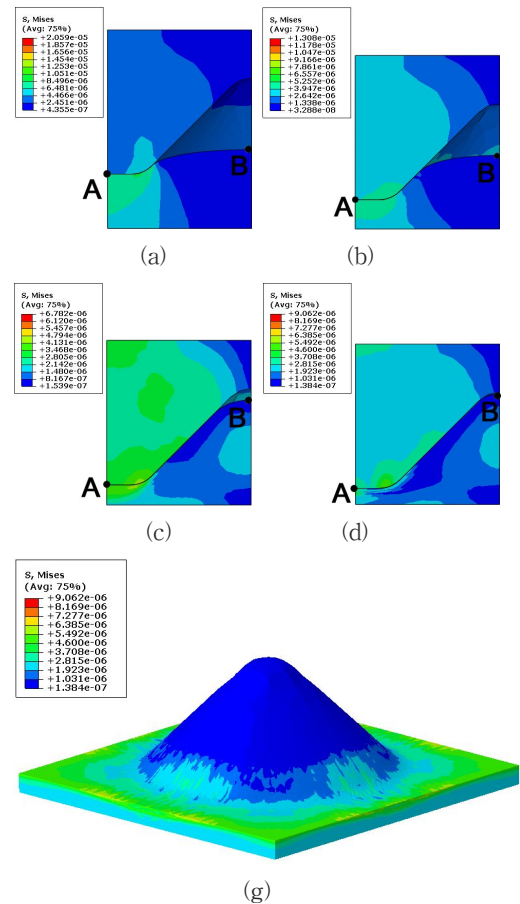 S, Mises
(Avg: 75%)
+2.059e-05
+1.857e-05
+1.656e-05
+1.454e-05
+1.253e-05
+1.051e-05
+8.496e-06
+6.481e-06
+4.466e-06
+2.451e-06
+4.355e-07
A
B
(a)
S, Mises
(Avg: 75%)
+1.308e-05
+1.178e-05
+1.047e-05
+9.166e-06
+7.861e-06
+6.557e-06
+5.252e-06
+3.947e-06
+2.642e-06
+1.338e-06
+3.288e-08
A
B
(b)
S, Mises
(Avg: 75%)
+6.782e-06
+6.120e-06
+5.457e-06
+4.794e-06
+4.131e-06
+3.468e-06
+2.805e-06
+2.142e-06
+1.480e-06
+8.167e-07
+1.539e-07
A
B
(c)
S, Mises
(Avg: 75%)
+9.062e-06
+8.169e-06
+7.277e-06
+6.385e-06
+5.492e-06
+4.600e-06
+3.708e-06
+2.815e-06
+1.923e-06
+1.031e-06
+1.384e-07
A
B
(d)
S, Mises
(Avg: 75%)
+9.062e-06
+8.169e-06
+7.277e-06
+6.385e-06
+5.492e-06
+4.600e-06
+3.708e-06
+2.815e-06
+1.923e-06
+1.031e-06
+1.384e-07
(g)